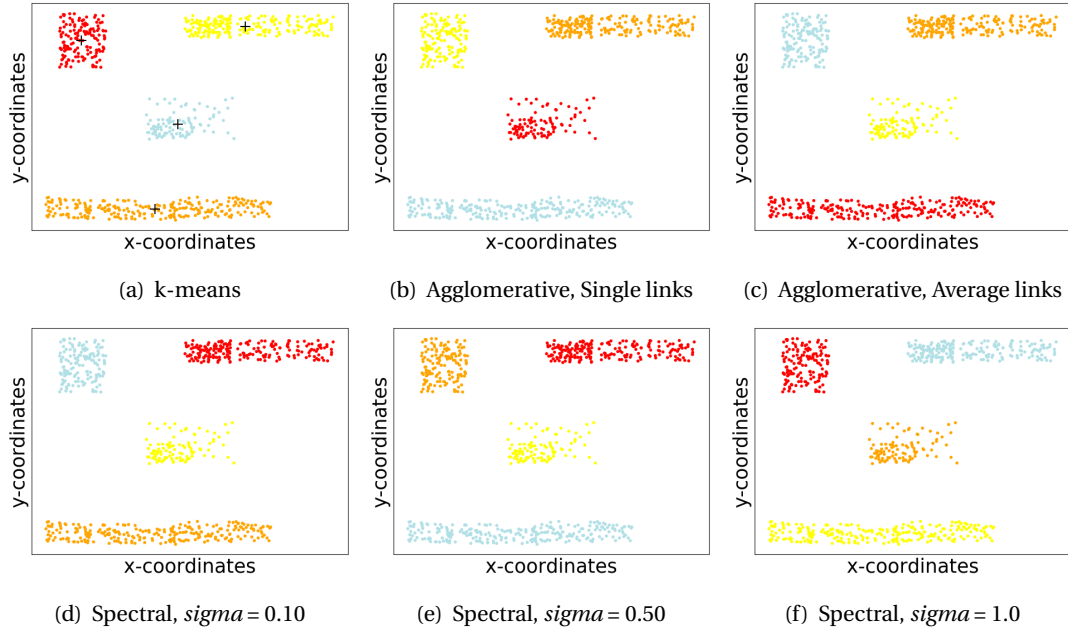 y-coordinates
x-coordinates
(a) k-means
y-coordinates
x-coordinates
(b) Agglomerative, Single links
y-coordinates
x-coordinates
(c) Agglomerative, Average links
y-coordinates
x-coordinates
(d) Spectral, sigma = 0.10
y-coordinates
x-coordinates
(e) Spectral, sigma = 0.50
y-coordinates
x-coordinates
(f) Spectral, sigma = 1.0